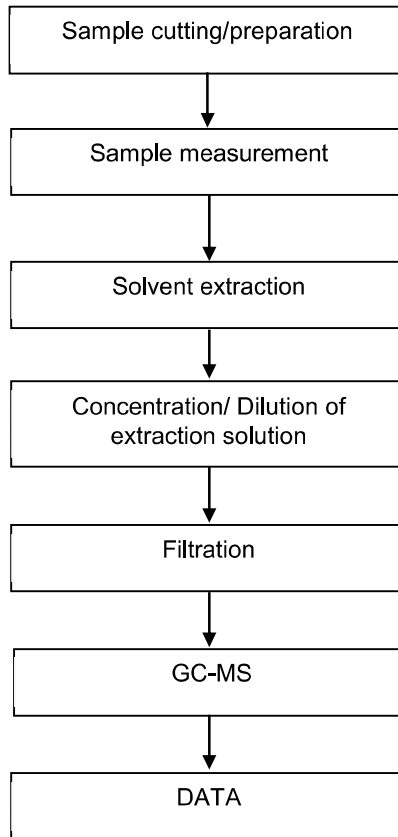 Sample cutting/preparation
Sample measurement
Solvent extraction
Concentration/ Dilution of
extraction solution
Filtration
GC-MS
DATA